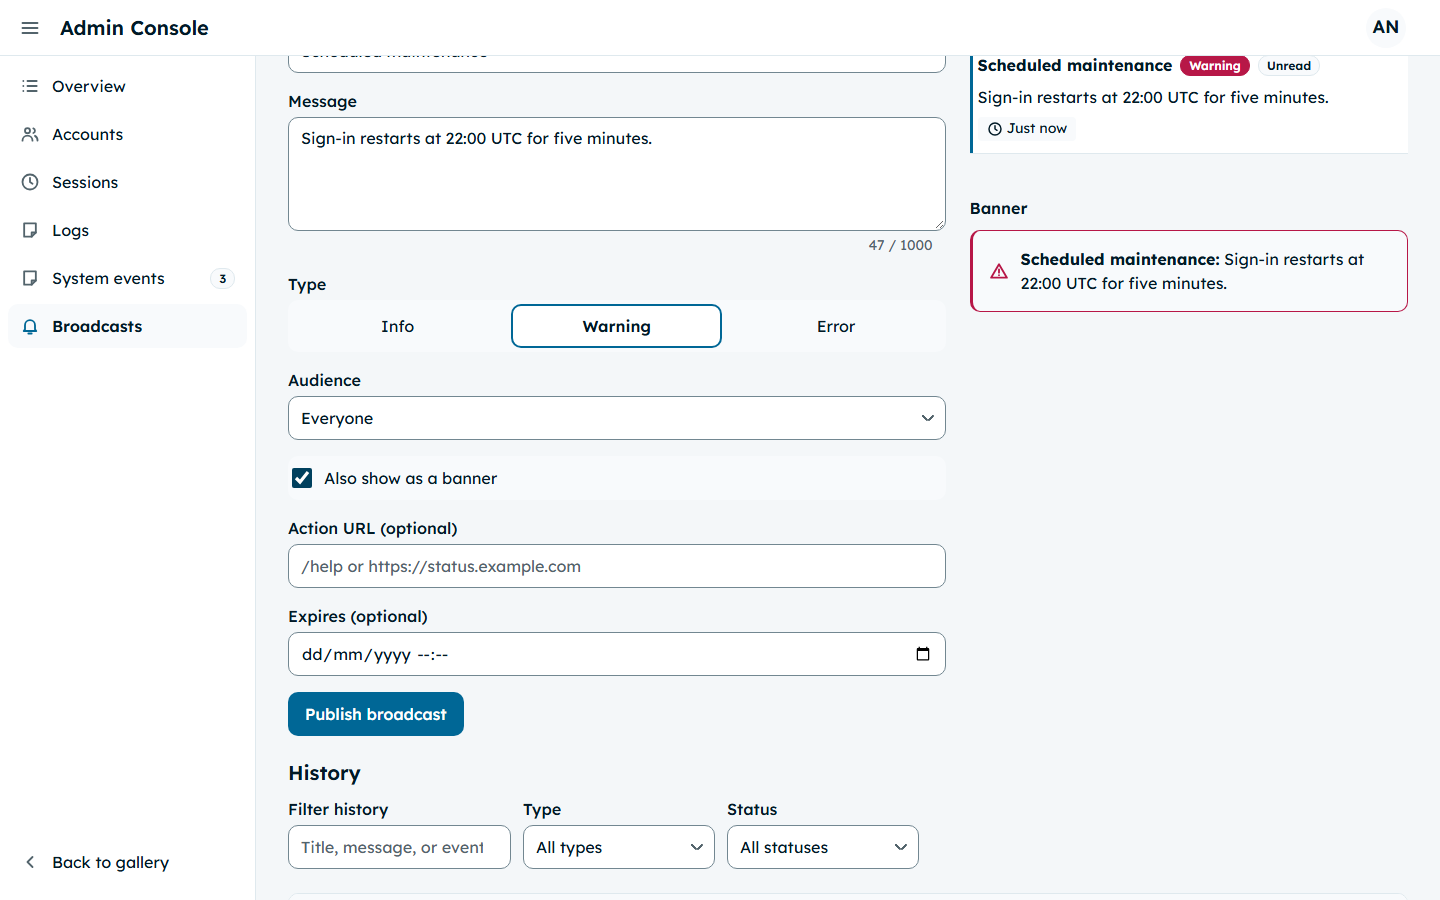 Admin Console
AN
Overview
Accounts
Sessions
Logs
System events
3
Broadcasts
Back to gallery
Message
Sign-in restarts at 22:00 UTC for five minutes.
47 / 1000
Type
Info
Warning
Error
Audience
Everyone
Also show as a banner
Action URL (optional)
/help or https://status.example.com
Expires (optional)
dd/mm/yyyy --:--
Publish broadcast
History
Filter history
Type
Status
Title, message, or event
All types
All statuses
Scheduled maintenance
Warning
Unread
Sign-in restarts at 22:00 UTC for five minutes.
Just now
Banner
Scheduled maintenance: Sign-in restarts at
22:00 UTC for five minutes.